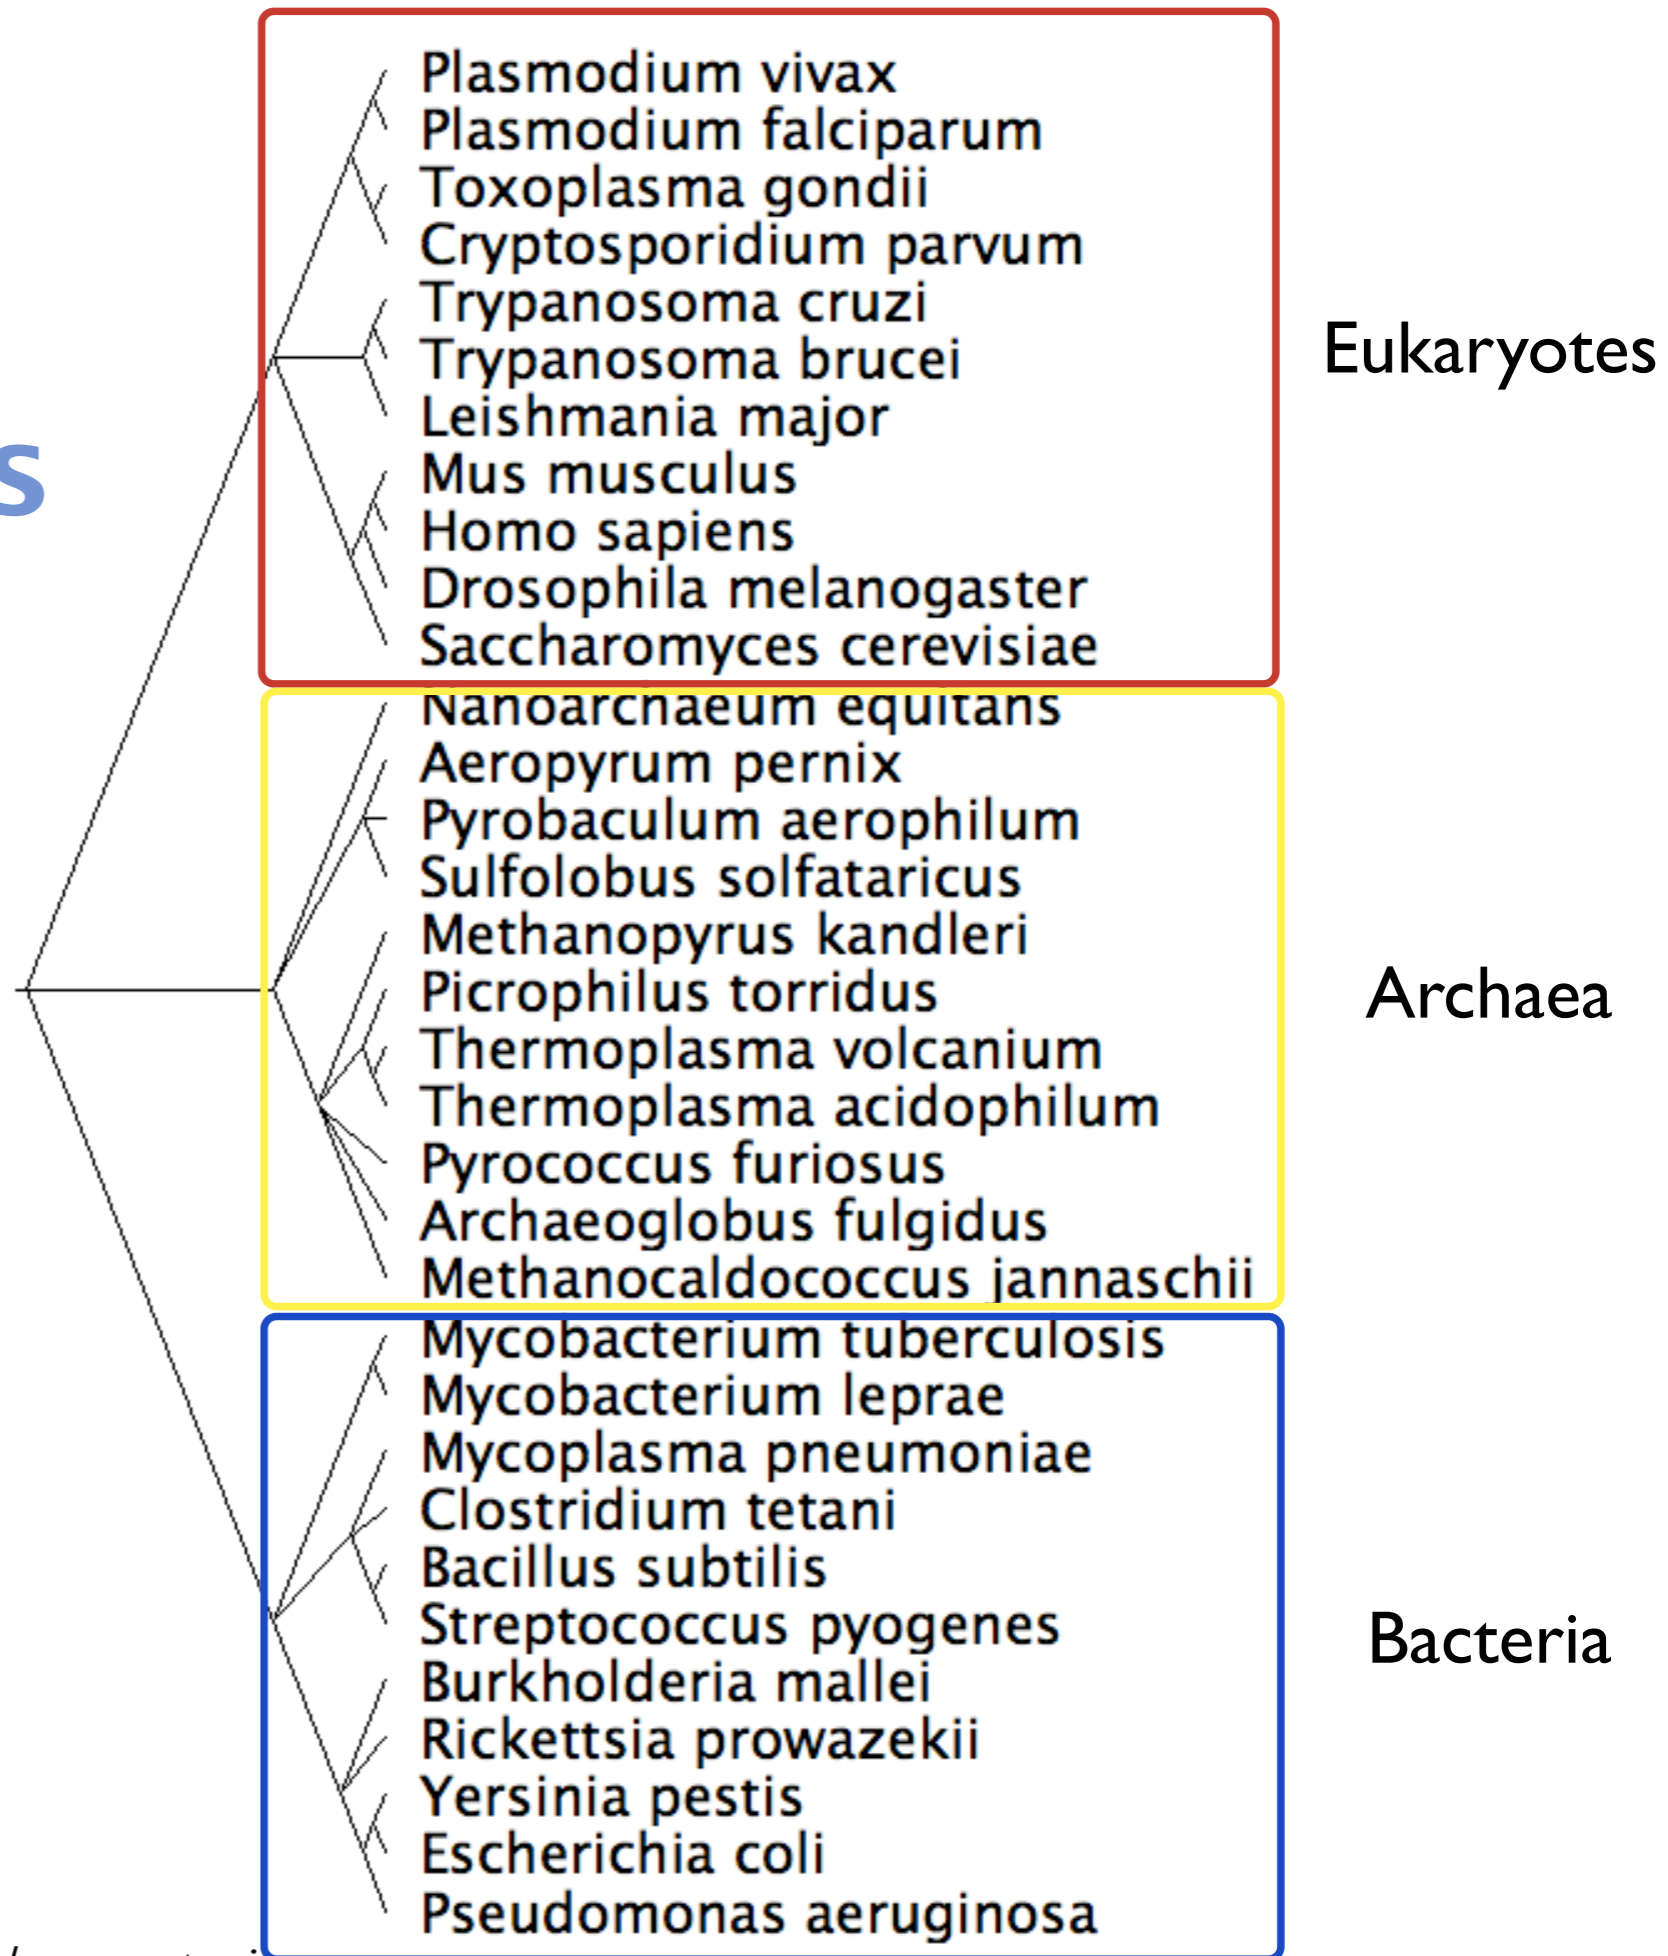 Plasmodium vivax
Plasmodium falciparum
Toxoplasma gondii
Cryptosporidium parvum
Trypanosoma cruzi
Trypanosoma brucei
Leishmania major
Mus musculus
Homo sapiens
Drosophila melanogaster
Saccharomyces cerevisiae
Eukaryotes
s
Nanoarchaeum equitans
Aeropyrum pernix
Pyrobaculum aerophilum
Sulfolobus solfataricus
Methanopyrus kandleri
Picrophilus torridus
Thermoplasma volcanium
Thermoplasma acidophilum
Pyrococcus furiosus
Archaeoglobus fulgidus
Methanocaldococcus jannaschii
Archaea
Mycobacterium tuberculosis
Mycobacterium leprae
Mycoplasma pneumoniae
Clostridium tetani
Bacillus subtilis
Streptococcus pyogenes
Burkholderia mallei
Rickettsia prowazekii
Yersinia pestis
Escherichia coli
Pseudomonas aeruginosa
Bacteria